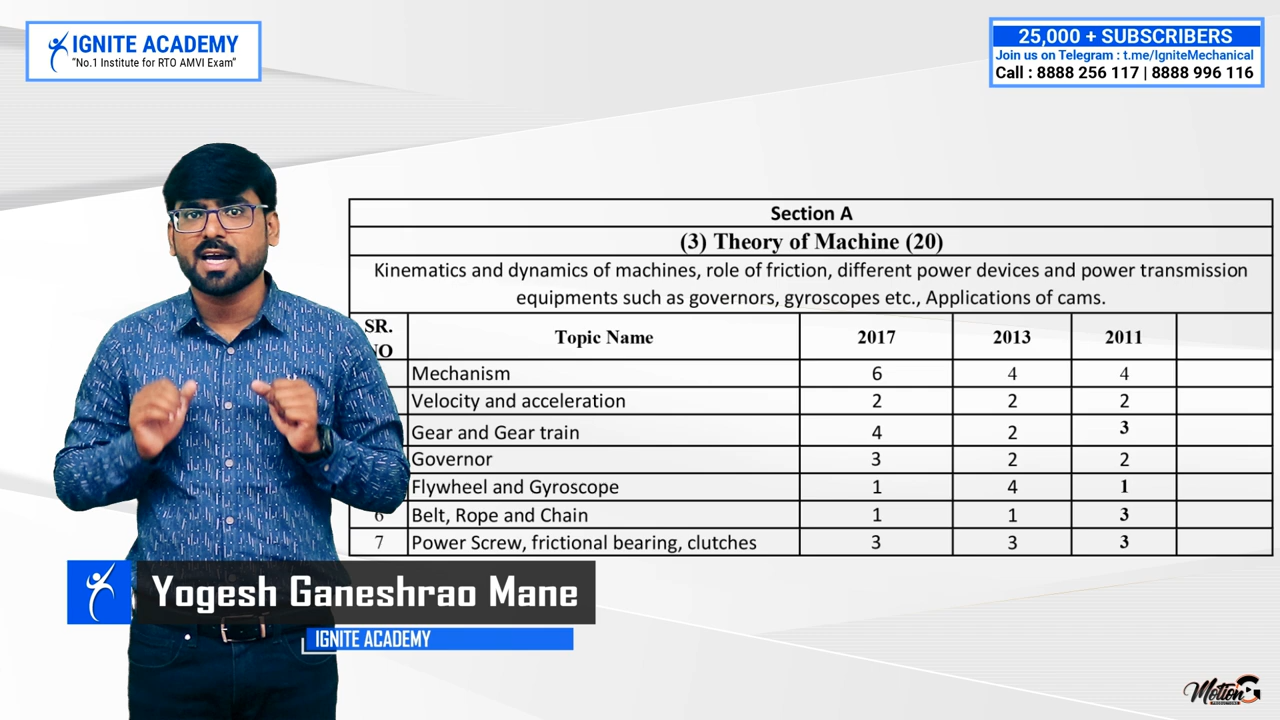 IGNITE ACADEMY
"No.1 Institute for RTO AMVI Exam"
25,000 + SUBSCRIBERS
Join us on Telegram : t.me/IgniteMechanical
Call : 8888 256 117 | 8888 996 116
Section A
(3) Theory of Machine (20)
Kinematics and dynamics of machines, role of friction, different power devices and power transmission
equipments such as governors, gyroscopes etc., Applications of cams.
SR. Topic Name 2017 2013 2011
Mechanism 6 4 4
Velocity and acceleration 2 2 2
Gear and Gear train 4 2 3
Governor 3 2 2
Flywheel and Gyroscope 1 4 1
6 Belt, Rope and Chain 1 1 3
7 Power Screw, frictional bearing, clutches 3 3 3
Yogesh Ganeshrao Mane
IGNITE ACADEMY
Motion